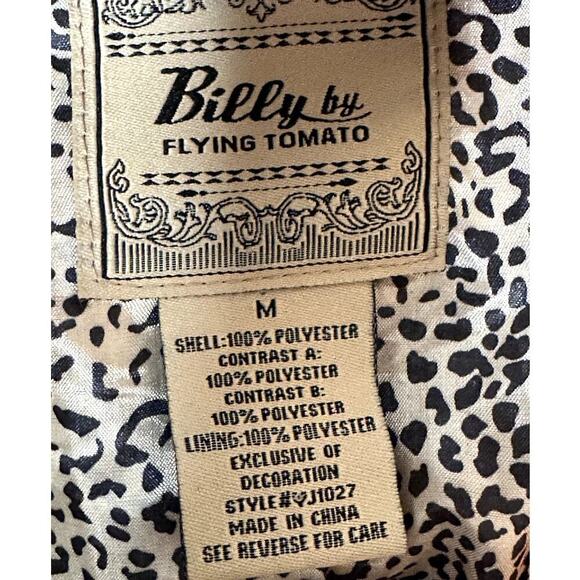 Billy by
FLYING TOMATO
M
SHELL:100% POLYESTER
CONTRAST A:
100% POLYESTER
CONTRAST B:
100% POLYESTER
LINING:100% POLYESTER
EXCLUSIVE OF
DECORATION
STYLE#♡J1027
MADE IN CHINA
SEE REVERSE FOR CARE